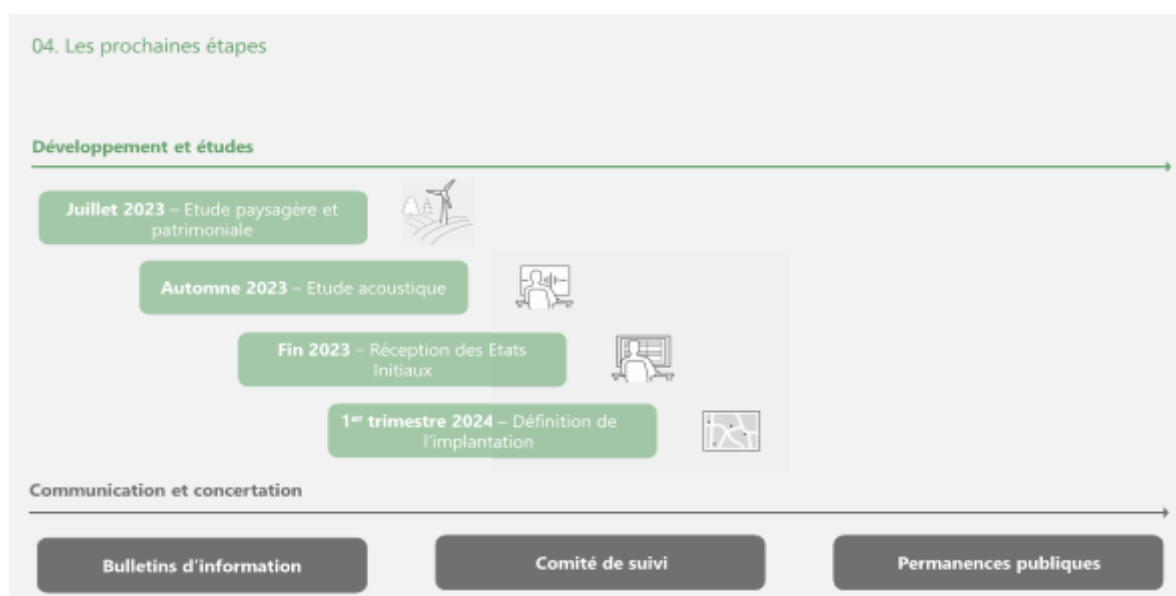 04. Les prochaines étapes
Développement et études
Juillet 2023 – Etude paysagère et
patrimoniale
Automne 2023 – Etude acoustique
Fin 2023 – Réception des Etats
Initiaux
1er trimestre 2024 – Définition de
l'implantation
Communication et concertation
Bulletins d'information
Comité de suivi
Permanences publiques